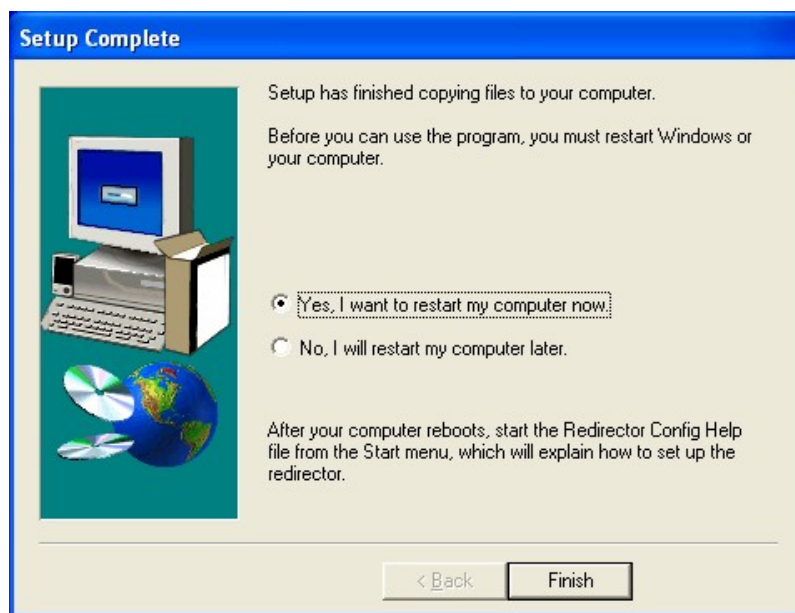 Setup Complete
Setup has finished copying files to your computer.
Before you can use the program, you must restart Windows or
your computer.
Yes, I want to restart my computer now.
No, I will restart my computer later.
After your computer reboots, start the Redirector Config Help
file from the Start menu, which will explain how to set up the
redirector.
< Back
Finish